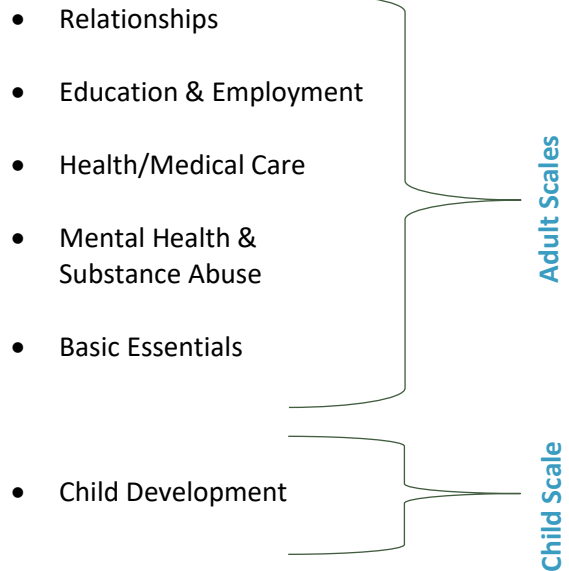 • Relationships
• Education & Employment
• Health/Medical Care
• Mental Health &
Substance Abuse
• Basic Essentials
Adult Scales
• Child Development
Child Scale